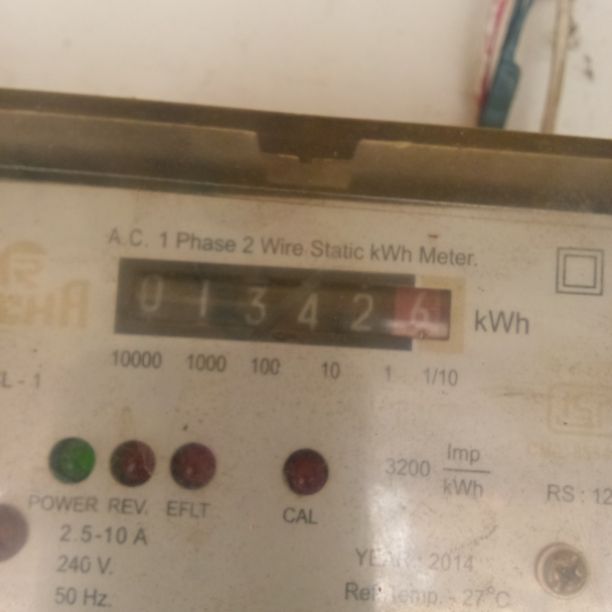 A.C. 1 Phase 2 Wire Static kWh Meter.
0 1 3 4 2 6 kWh
10000 1000 100 10 1 1/10
CL - 1
3200 Imp
kWh
POWER REV. EFLT CAL
RS : 12
2.5-10 A
240 V.
50 Hz.
YEAR : 2014
Ref. Temp. - 27°C